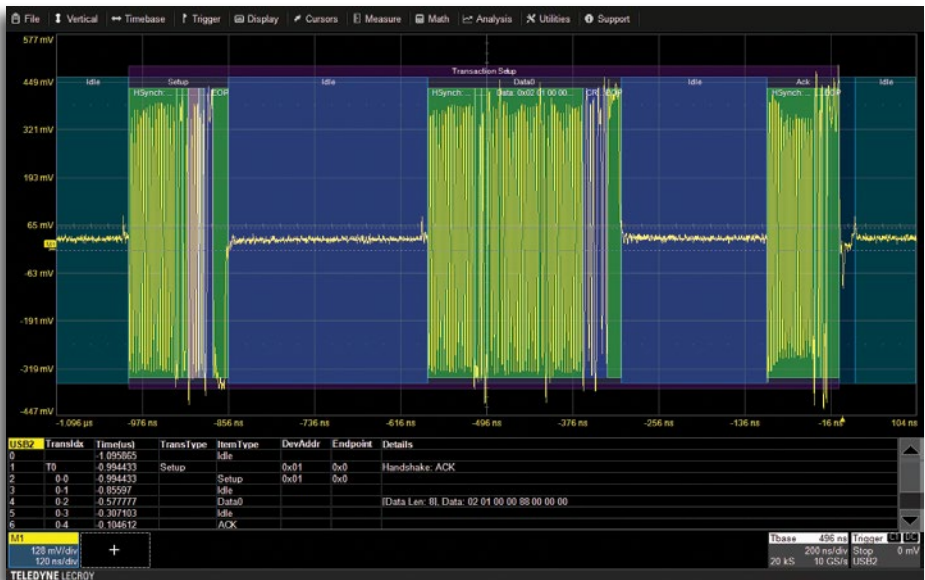 File Vertical Timebase Trigger Display Cursors Measure Math Analysis Utilities Support
577 mV
Transaction Setup
449 mV Idle Setup Idle Data0 Idle Ack Idle
HSynch: ... EOP HSynch: ... Data: 0x02 01 00 00... CR EOP HSynch: ... EOP
321 mV
193 mV
65 mV
-63 mV
-191 mV
-319 mV
-447 mV
-1.096 µs -976 ns -856 ns -736 ns -616 ns -496 ns -376 ns -256 ns -136 ns -16 ns 104 ns
USB2 TransIdx Time(us) TransType ItemType DevAddr Endpoint Details
0 -1.095865 Idle
1 T0 -0.994433 Setup 0x01 0x0 Handshake: ACK
2 0-0 -0.994433 Setup 0x01 0x0
3 0-1 -0.85597 Idle
4 0-2 -0.577777 Data0 [Data Len: 8], Data: 02 01 00 00 88 00 00 00
5 0-3 -0.307103 Idle
6 0-4 -0.104612 ACK
M1
128 mV/div
120 ns/div
+
Tbase 496 ns Trigger C1 DC
200 ns/div Stop 0 mV
20 kS 10 GS/s USB2
TELEDYNE LECROY